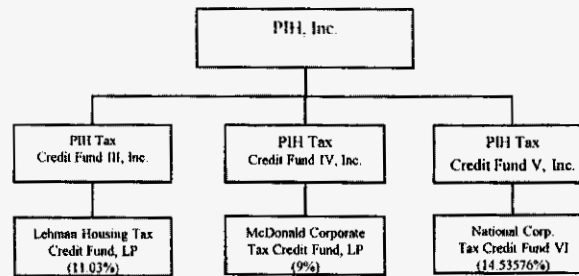 PIH, Inc.
PIH Tax
Credit Fund III, Inc.
PIH Tax
Credit Fund IV, Inc.
PIH Tax
Credit Fund V, Inc.
Lehman Housing Tax
Credit Fund, LP
(11.03%)
McDonald Corporate
Tax Credit Fund, LP
(9%)
National Corp.
Tax Credit Fund VI
(14.53576%)